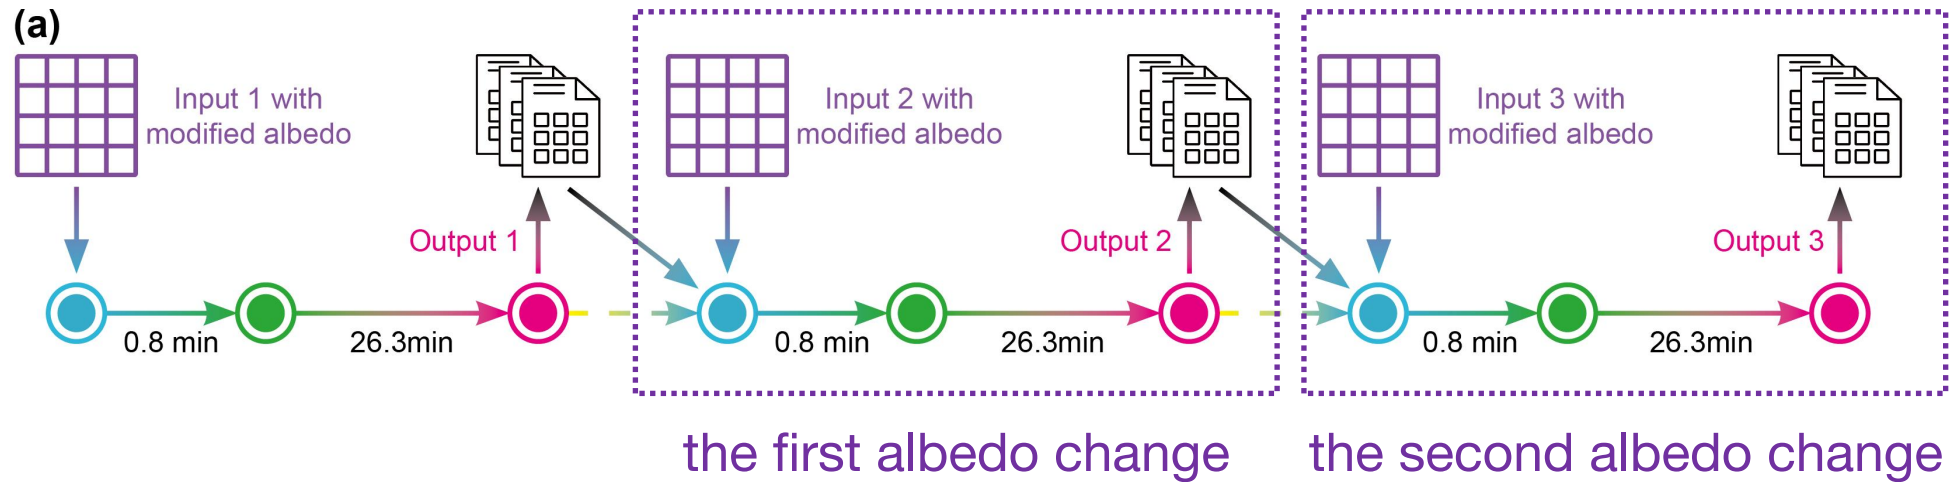 (a)
Input 1 with
modified albedo
Input 2 with
modified albedo
Input 3 with
modified albedo
Output 1
Output 2
Output 3
0.8 min
26.3min
0.8 min
26.3min
0.8 min
26.3min
the first albedo change
the second albedo change